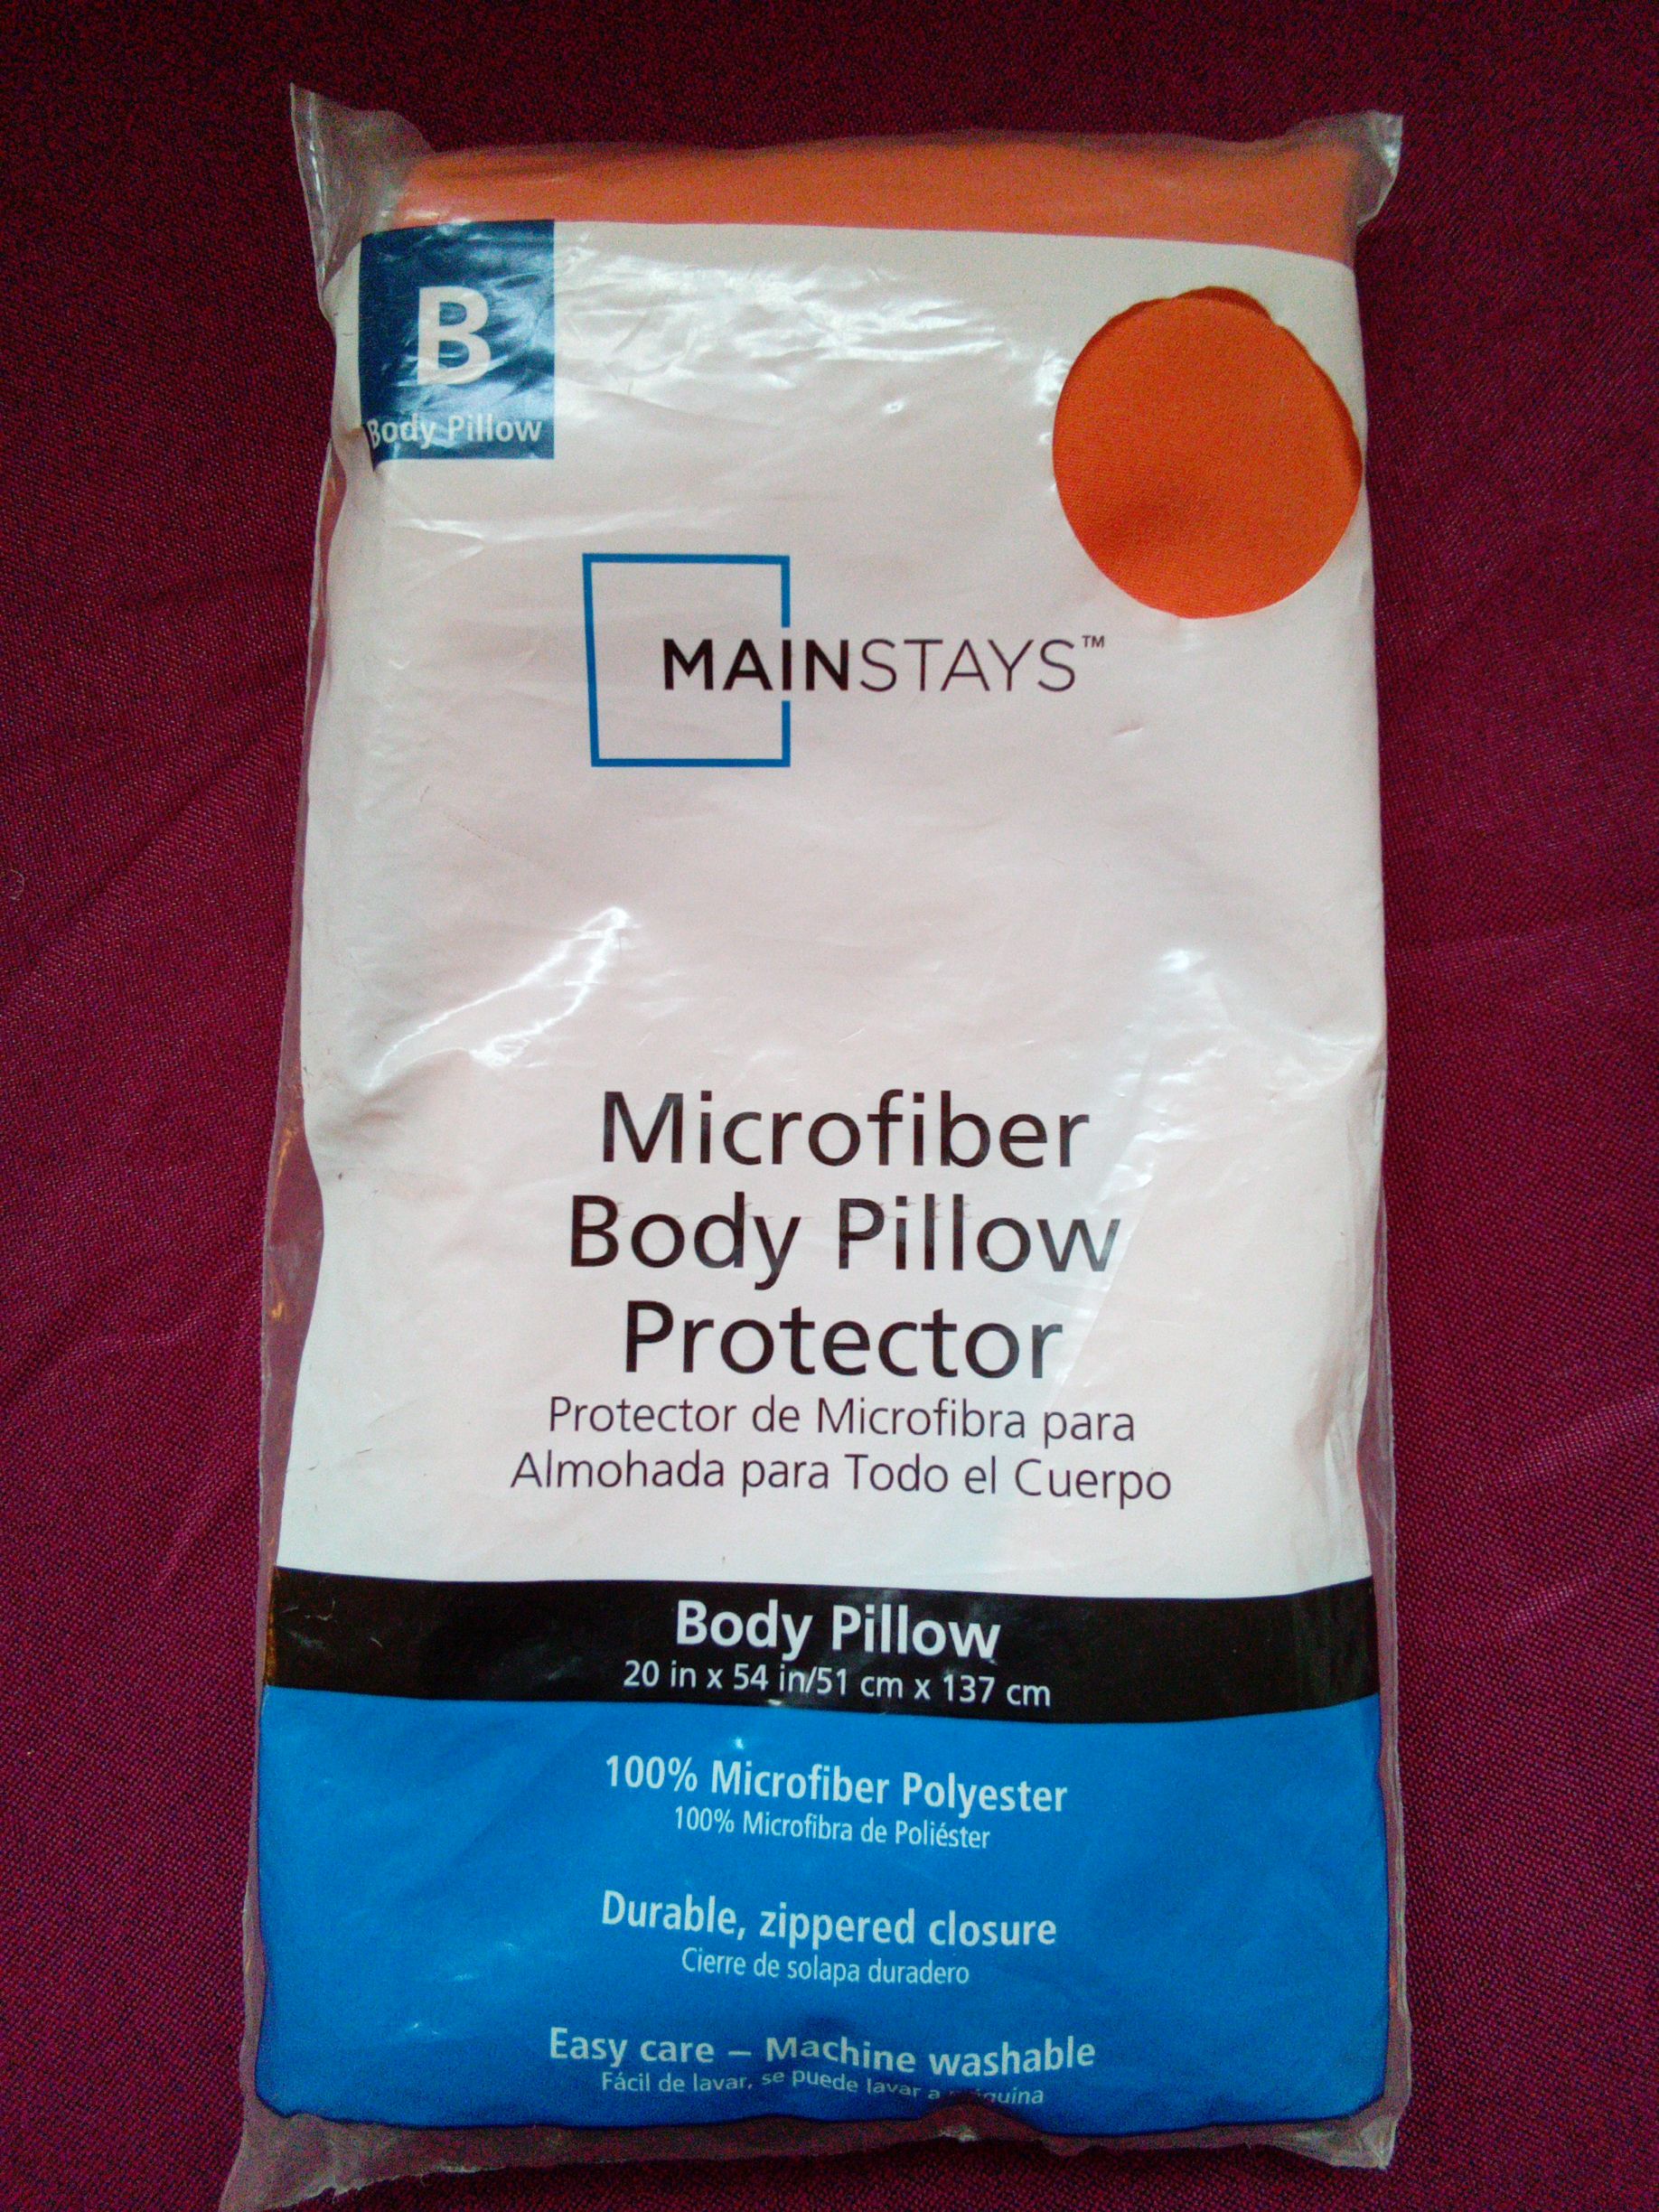 B
Body Pillow
MAINSTAYS™
Microfiber
Body Pillow
Protector
Protector de Microfibra para
Almohada para Todo el Cuerpo
Body Pillow
20 in x 54 in/51 cm x 137 cm
100% Microfiber Polyester
100% Microfibra de Poliéster
Durable, zippered closure
Cierre de solapa duradero
Easy care – Machine washable
Fácil de lavar, se puede lavar a